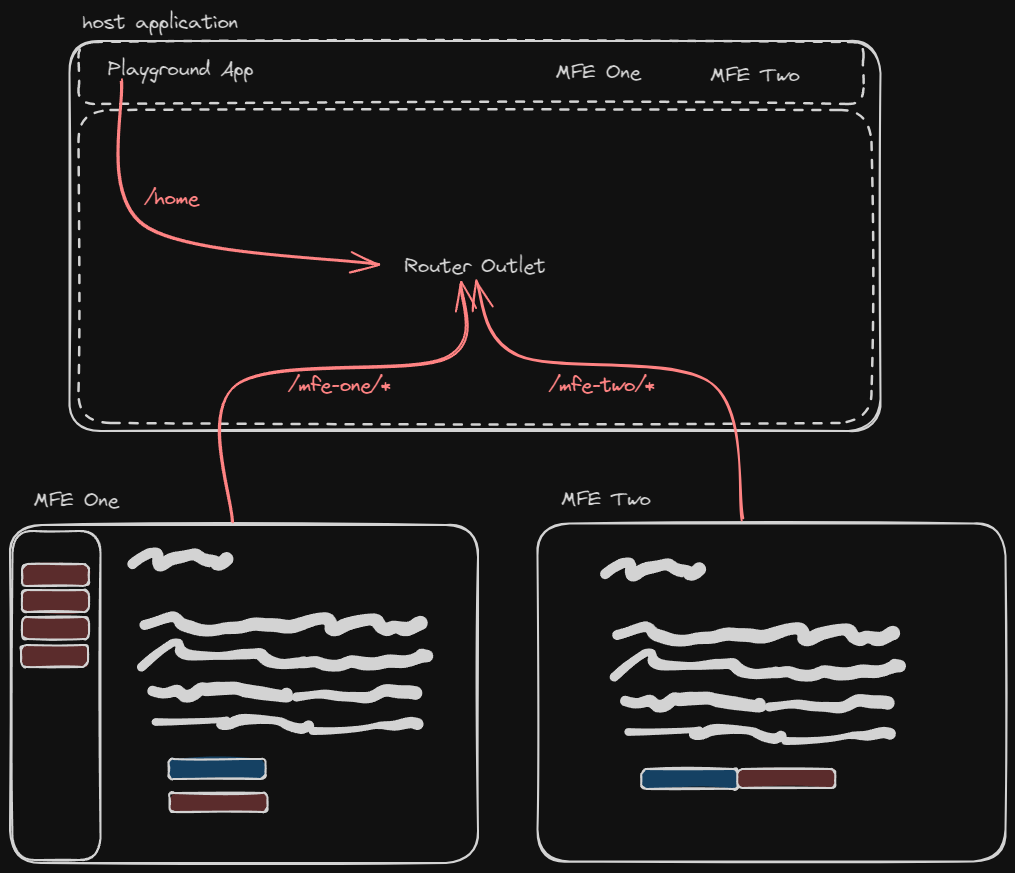 host application
Playground App
MFE One
MFE Two
/home
Router Outlet
/mfe-one/*
/mfe-two/*
MFE One
MFE Two